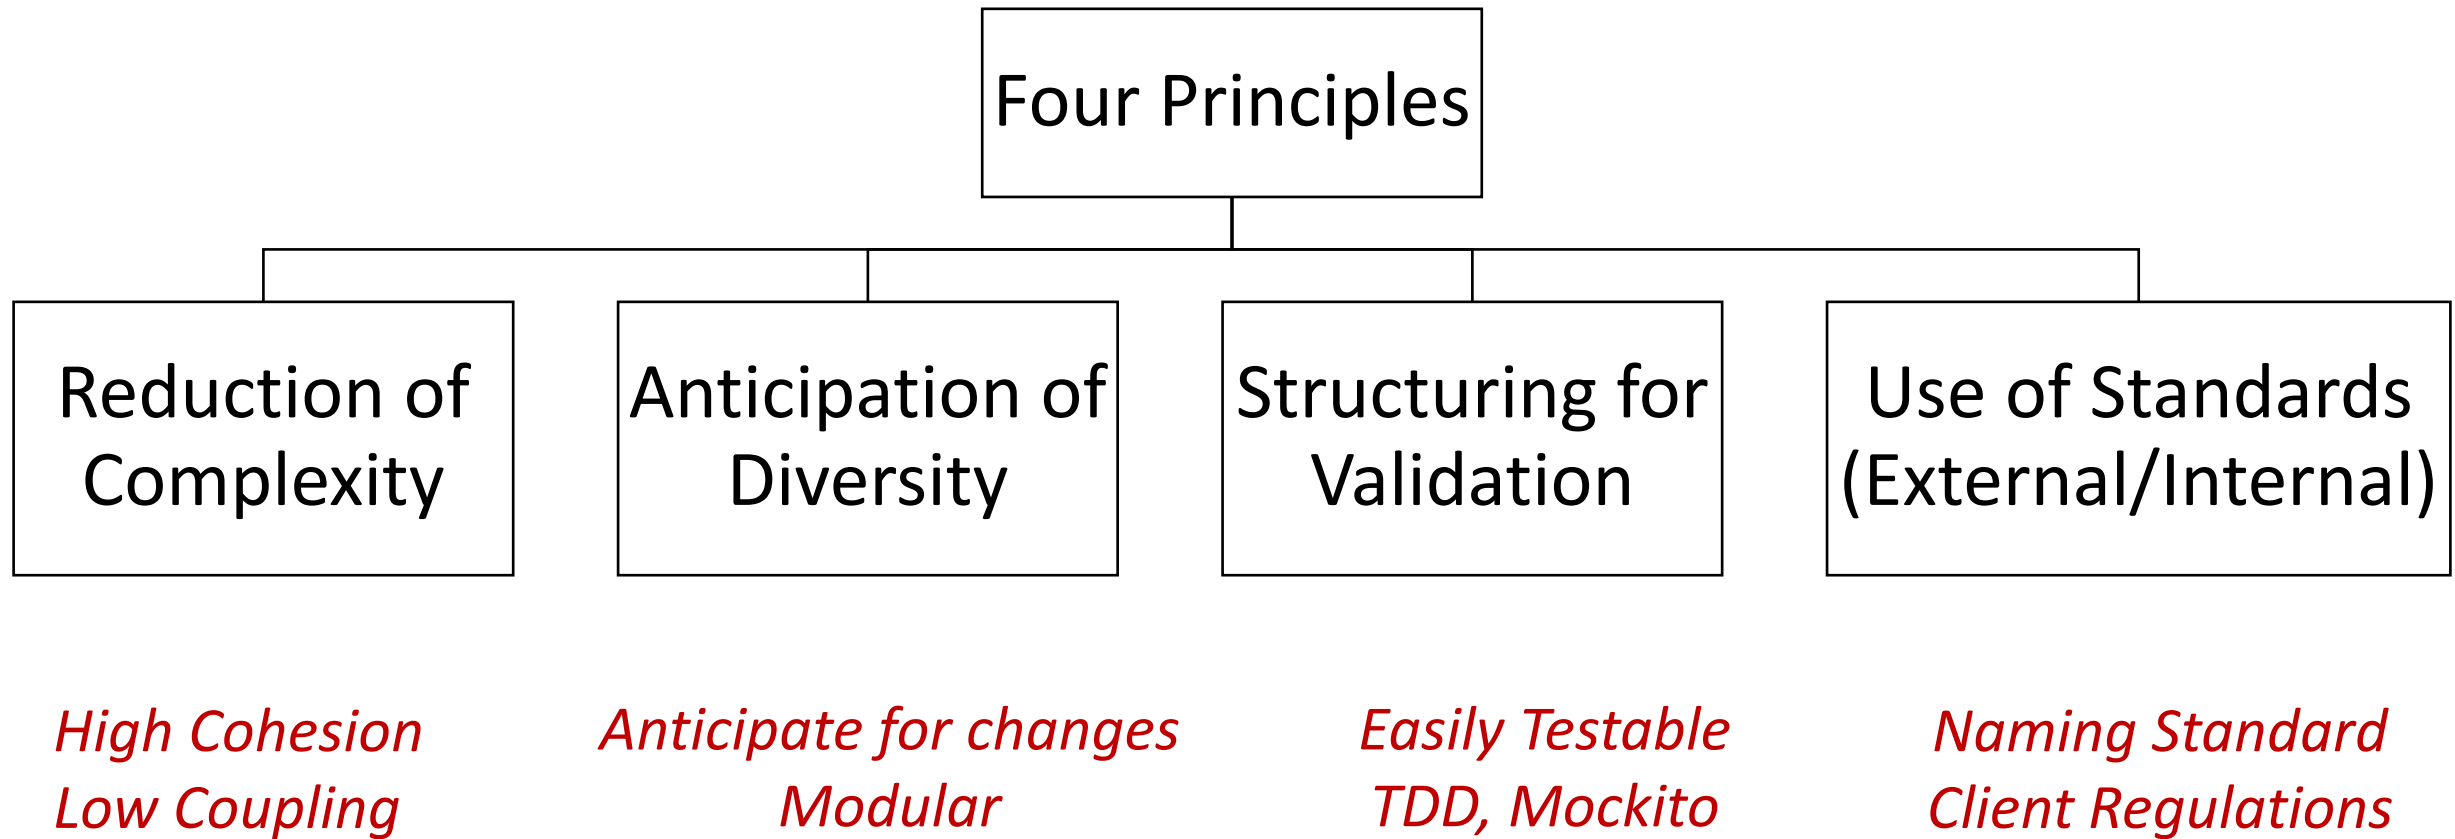 Four Principles
Reduction of
Complexity
Anticipation of
Diversity
Structuring for
Validation
Use of Standards
(External/Internal)
High Cohesion
Low Coupling
Anticipate for changes
Modular
Easily Testable
TDD, Mockito
Naming Standard
Client Regulations